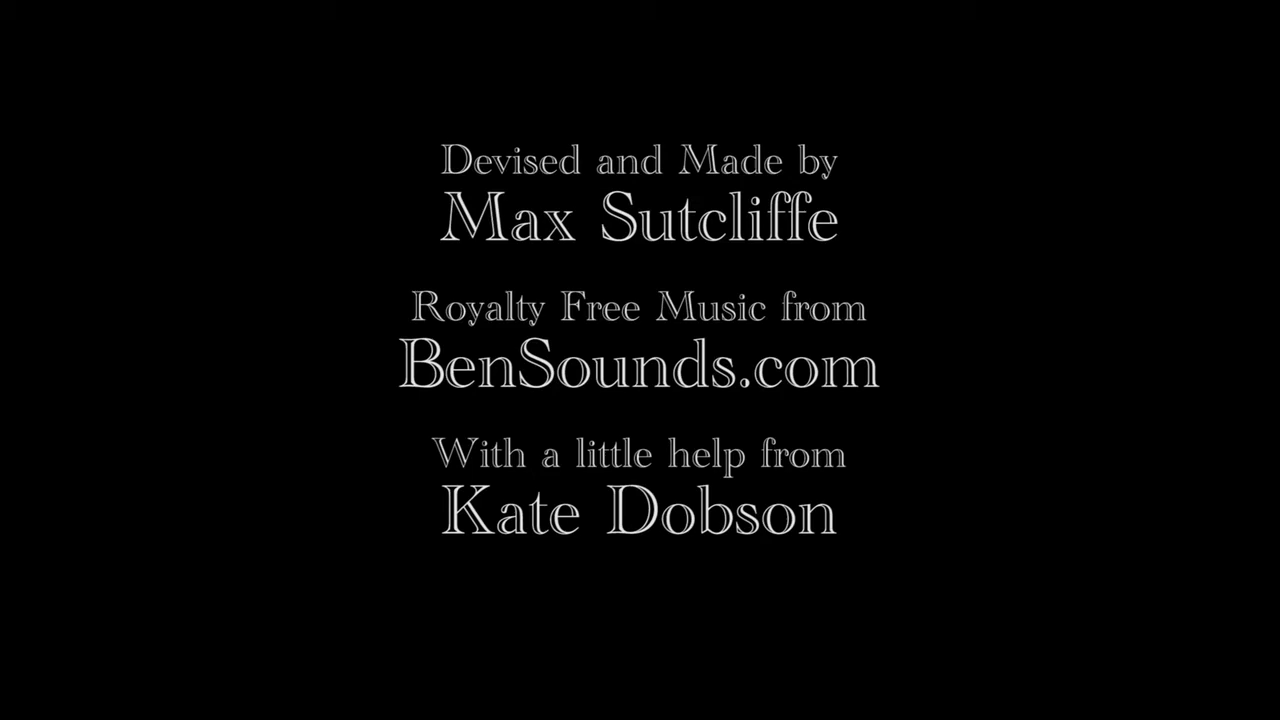 Devised and Made by
Max Sutcliffe
Royalty Free Music from
BenSounds.com
With a little help from
Kate Dobson